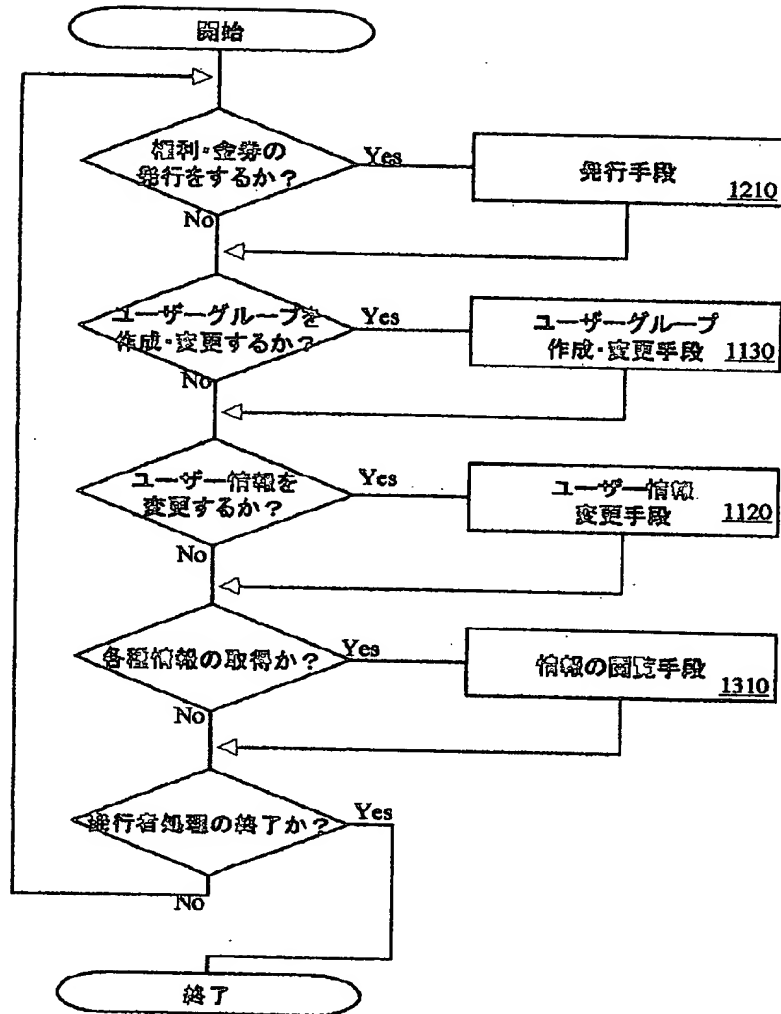 開始
権利・金券の
発行をするか？
Yes
発行手段
1210
No
ユーザーグループを
作成・変更するか？
Yes
ユーザーグループ
作成・変更手段
1130
No
ユーザー情報を
変更するか？
Yes
ユーザー情報
変更手段
1120
No
各種情報の取得か？
Yes
情報の閲覧手段
1310
No
発行者処理の終了か？
Yes
No
終了